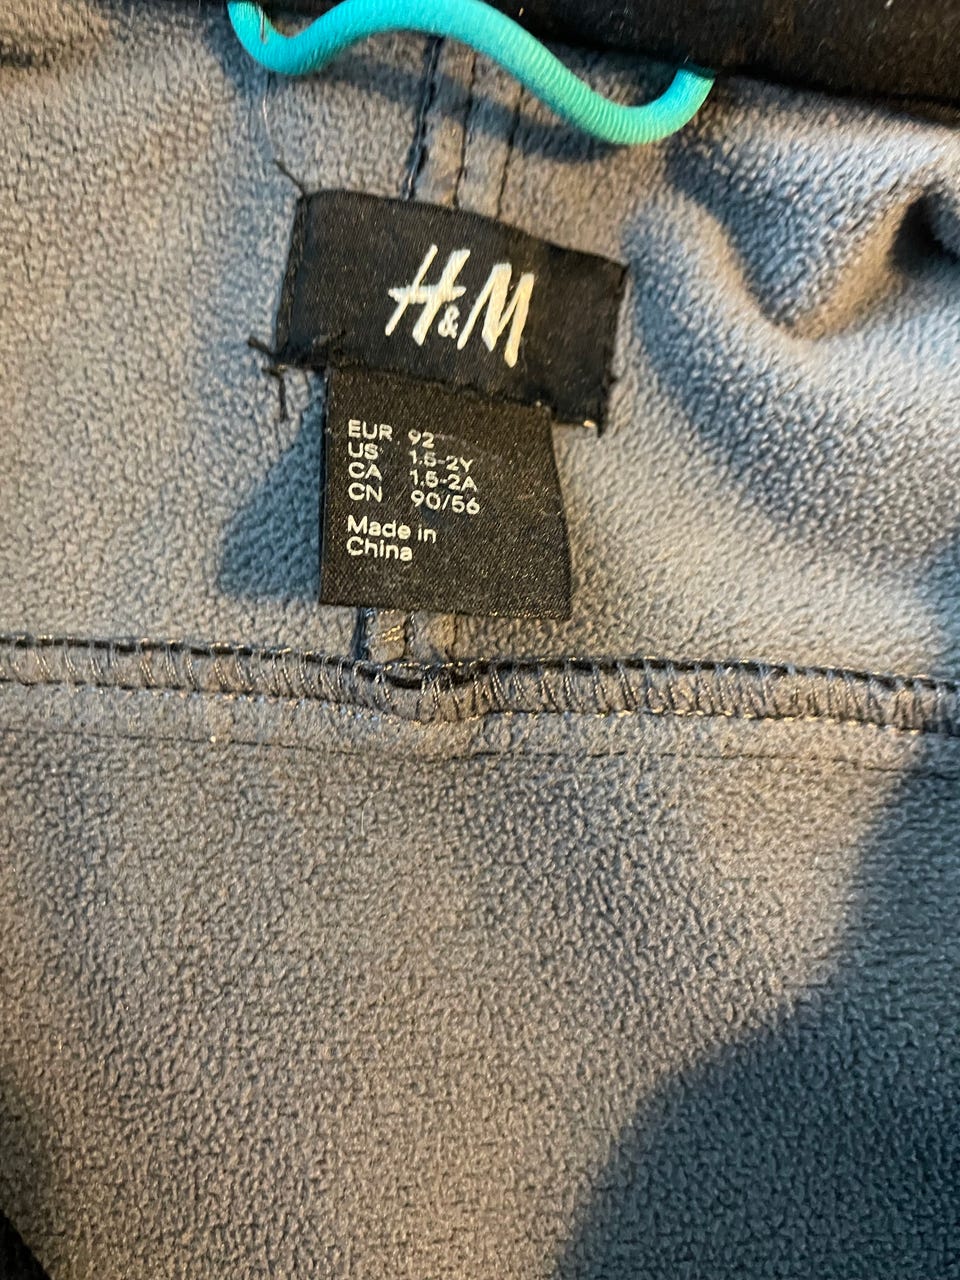 H&M
EUR 92
US 1.5-2Y
CA 1.5-2A
CN 90/56
Made in
China